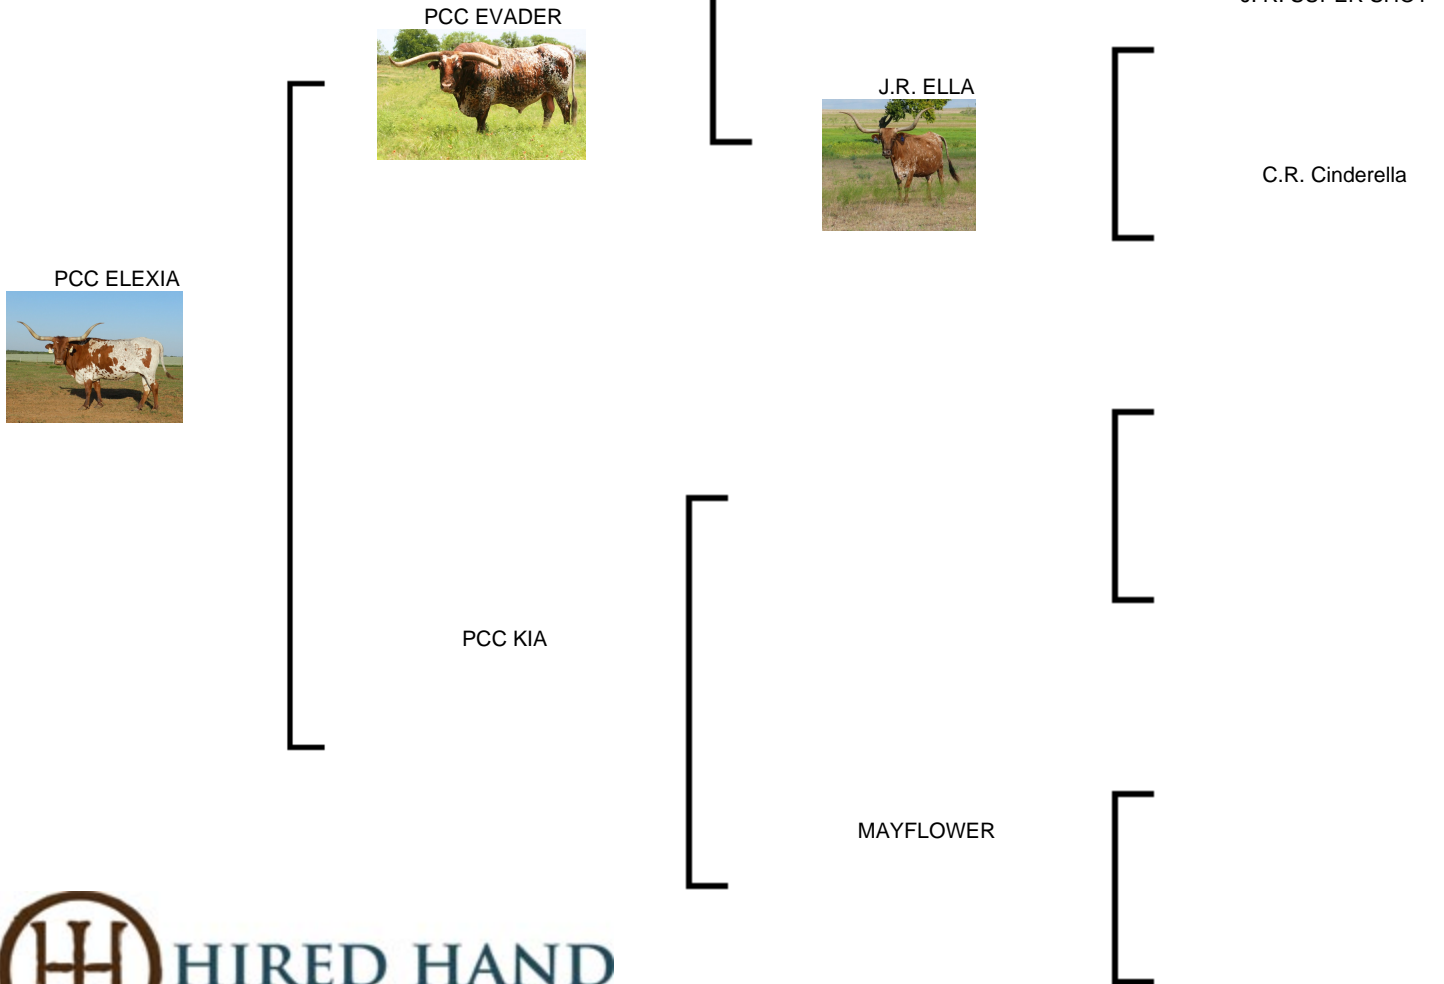 PCC EVADER
J.R. ELLA
C.R. Cinderella
PCC ELEXIA
PCC KIA
MAYFLOWER
HIRED HAND